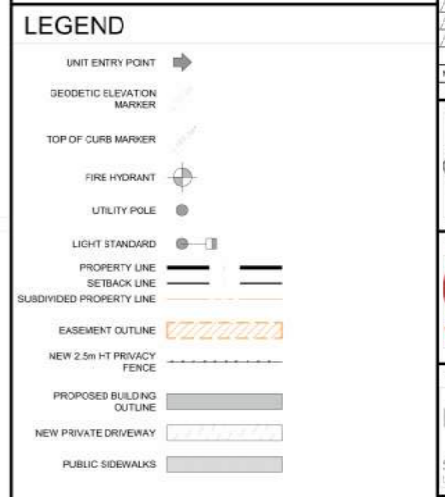 LEGEND
UNIT ENTRY POINT
GEODETIC ELEVATION
MARKER
TOP OF CURB MARKER
FIRE HYDRANT
UTILITY POLE
LIGHT STANDARD
PROPERTY LINE
SETBACK LINE
SUBDIVIDED PROPERTY LINE
EASEMENT OUTLINE
NEW 2.5m HT PRIVACY
FENCE
PROPOSED BUILDING
OUTLINE
NEW PRIVATE DRIVEWAY
PUBLIC SIDEWALKS